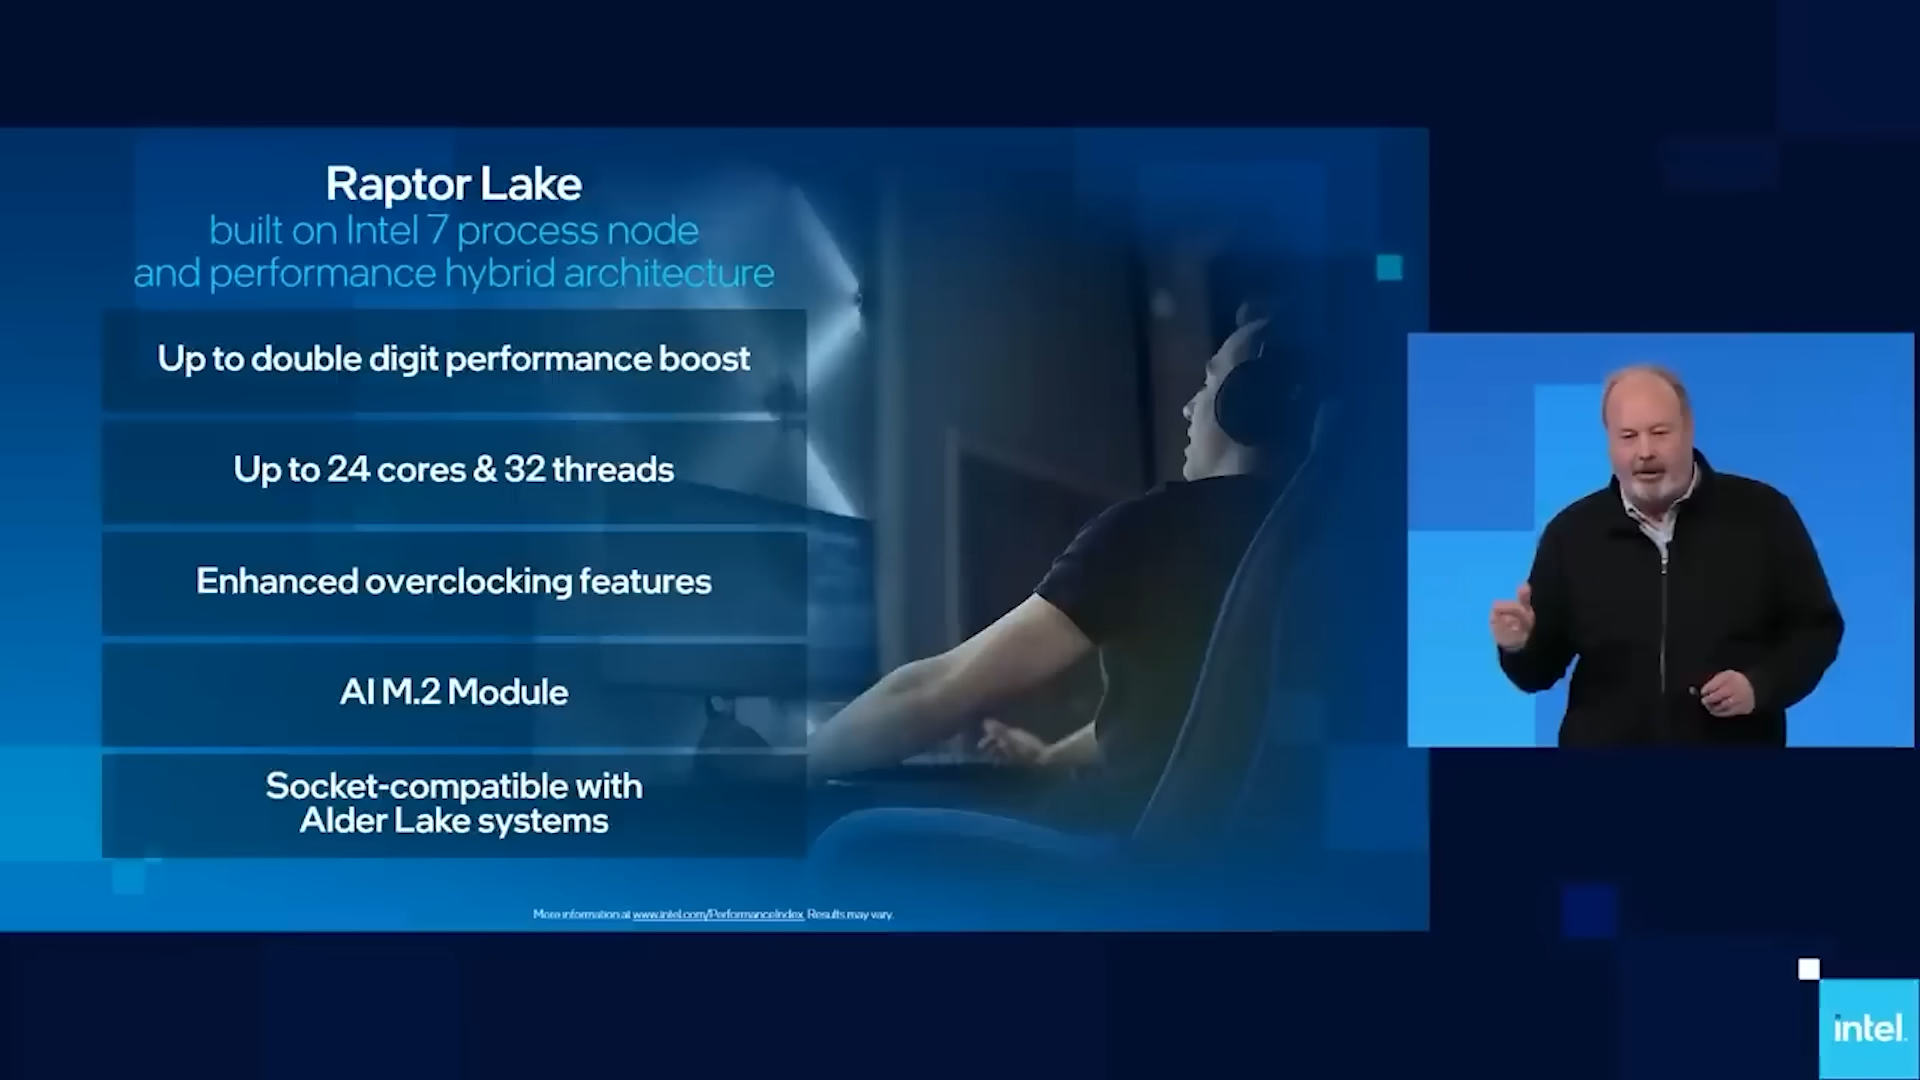 Raptor Lake
built on Intel 7 process node
and performance hybrid architecture
Up to double digit performance boost
Up to 24 cores & 32 threads
Enhanced overclocking features
AI M.2 Module
Socket-compatible with
Alder Lake systems
More information at www.intel.com/PerformanceIndex. Results may vary.
intel.